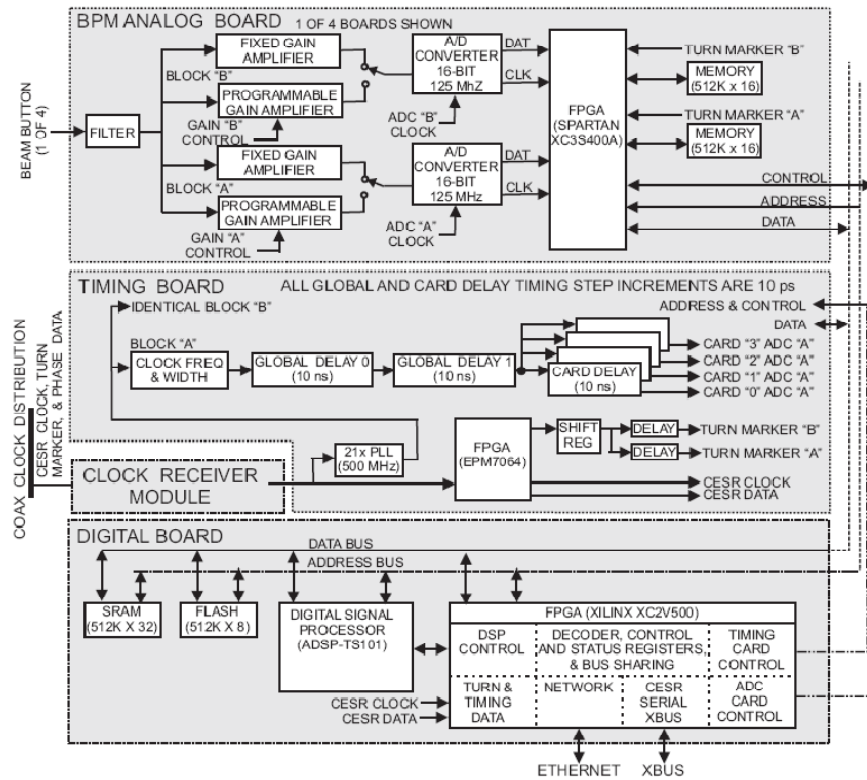 BPM ANALOG BOARD 1 OF 4 BOARDS SHOWN
BEAM BUTTON
(1 OF 4)
FILTER
FIXED GAIN
AMPLIFIER
BLOCK "B"
PROGRAMMABLE
GAIN AMPLIFIER
GAIN "B"
CONTROL
FIXED GAIN
AMPLIFIER
BLOCK "A"
PROGRAMMABLE
GAIN AMPLIFIER
GAIN "A"
CONTROL
A/D
CONVERTER
16-BIT
125 MhZ
DAT
CLK
ADC "B"
CLOCK
A/D
CONVERTER
16-BIT
125 MHz
DAT
CLK
ADC "A"
CLOCK
FPGA
(SPARTAN
XC3S400A)
TURN MARKER "B"
MEMORY
(512K x 16)
TURN MARKER "A"
MEMORY
(512K x 16)
CONTROL
ADDRESS
DATA
TIMING BOARD
ALL GLOBAL AND CARD DELAY TIMING STEP INCREMENTS ARE 10 ps
IDENTICAL BLOCK "B"
ADDRESS & CONTROL
DATA
BLOCK "A"
CLOCK FREQ
& WIDTH
GLOBAL DELAY 0
(10 ns)
GLOBAL DELAY 1
(10 ns)
CARD DELAY
(10 ns)
CARD "3" ADC "A"
CARD "2" ADC "A"
CARD "1" ADC "A"
CARD "0" ADC "A"
COAX CLOCK DISTRIBUTION
CESR CLOCK, TURN
MARKER, & PHASE DATA
21x PLL
(500 MHz)
FPGA
(EPM7064)
SHIFT
REG
DELAY
TURN MARKER "B"
DELAY
TURN MARKER "A"
CESR CLOCK
CESR DATA
CLOCK RECEIVER
MODULE
DIGITAL BOARD
DATA BUS
ADDRESS BUS
SRAM
(512K X 32)
FLASH
(512K X 8)
DIGITAL SIGNAL
PROCESSOR
(ADSP-TS101)
FPGA (XILINX XC2V500)
DSP
CONTROL
DECODER, CONTROL
AND STATUS REGISTERS,
& BUS SHARING
TIMING
CARD
CONTROL
TURN &
TIMING
DATA
NETWORK
CESR
SERIAL
XBUS
ADC
CARD
CONTROL
CESR CLOCK
CESR DATA
ETHERNET
XBUS